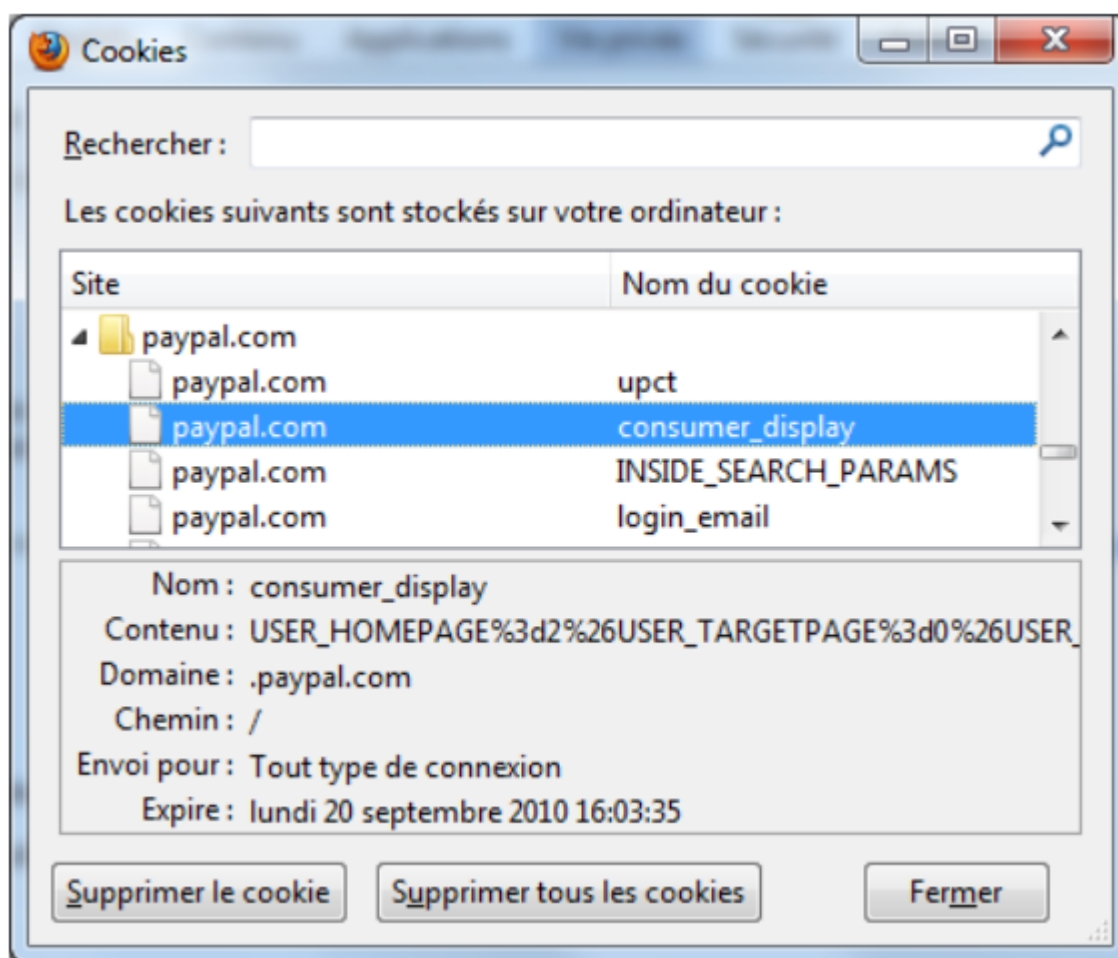 Cookies
Rechercher :
Les cookies suivants sont stockés sur votre ordinateur :
Site Nom du cookie
paypal.com
paypal.com upct
paypal.com consumer_display
paypal.com INSIDE_SEARCH_PARAMS
paypal.com login_email
Nom : consumer_display
Contenu : USER_HOMEPAGE%3d2%26USER_TARGETPAGE%3d0%26USER_
Domaine : .paypal.com
Chemin : /
Envoi pour : Tout type de connexion
Expire : lundi 20 septembre 2010 16:03:35
Supprimer le cookie Supprimer tous les cookies Fermer